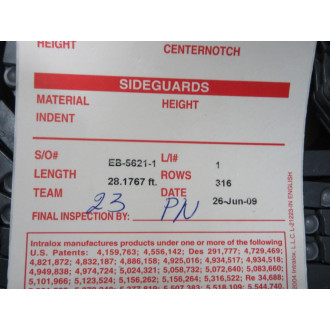 HEIGHT CENTERNOTCH
SIDEGUARDS
MATERIAL HEIGHT
INDENT
S/O# EB-5621-1 L/I# 1
LENGTH 28.1767 ft. ROWS 316
TEAM 23 DATE 26-Jun-09
FINAL INSPECTION BY: PN
Intralox manufactures products under one or more of the following
U.S. Patents: 4,159,763; 4,556,142; Des 291,777; 4,729,469;
4,821,872; 4,832,187; 4,886,158; 4,925,016; 4,934,517; 4,934,518;
4,949,838; 4,974,724; 5,024,321; 5,058,732; 5,072,640; 5,083,660;
5,101,966; 5,123,524; 5,156,262; 5,156,264; 5,316,522; Re 34,688;
Intralox, L.L.C. L-21223-IN ENGLISH